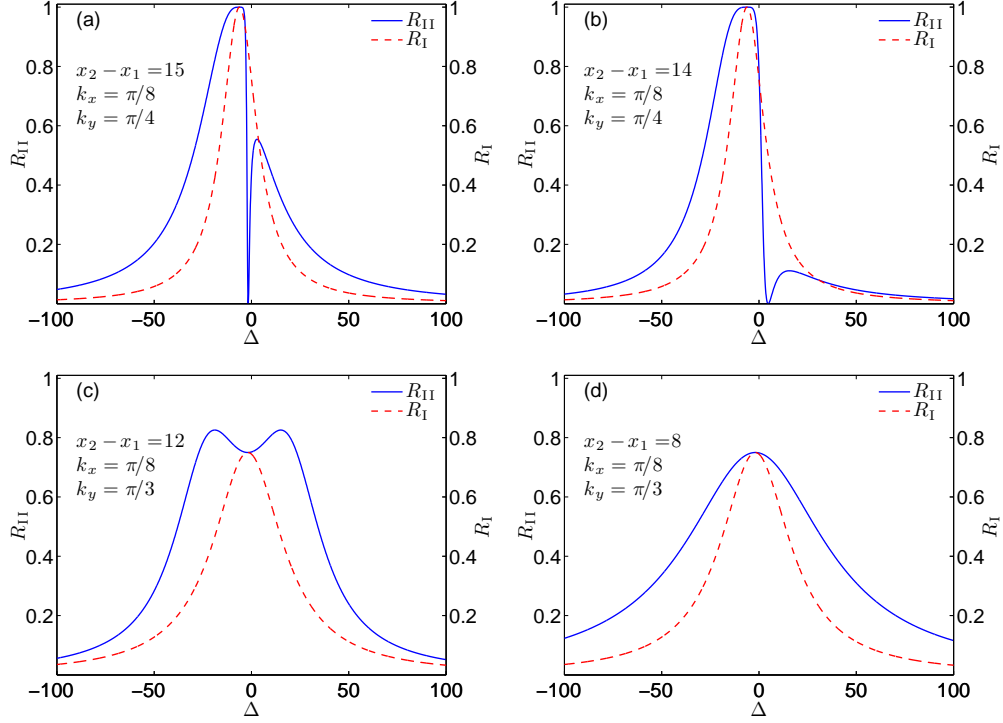 (a)
R_II
R_I
x_2 − x_1 =15
k_x = π/8
k_y = π/4
1
0.8
0.6
0.4
0.2
1
0.8
0.6
0.4
0.2
R_II
R_I
−100
−50
0
50
100
Δ
(b)
R_II
R_I
x_2 − x_1 =14
k_x = π/8
k_y = π/4
1
0.8
0.6
0.4
0.2
1
0.8
0.6
0.4
0.2
R_II
R_I
−100
−50
0
50
100
Δ
(c)
R_II
R_I
x_2 − x_1 =12
k_x = π/8
k_y = π/3
1
0.8
0.6
0.4
0.2
1
0.8
0.6
0.4
0.2
R_II
R_I
−100
−50
0
50
100
Δ
(d)
R_II
R_I
x_2 − x_1 =8
k_x = π/8
k_y = π/3
1
0.8
0.6
0.4
0.2
1
0.8
0.6
0.4
0.2
R_II
R_I
−100
−50
0
50
100
Δ